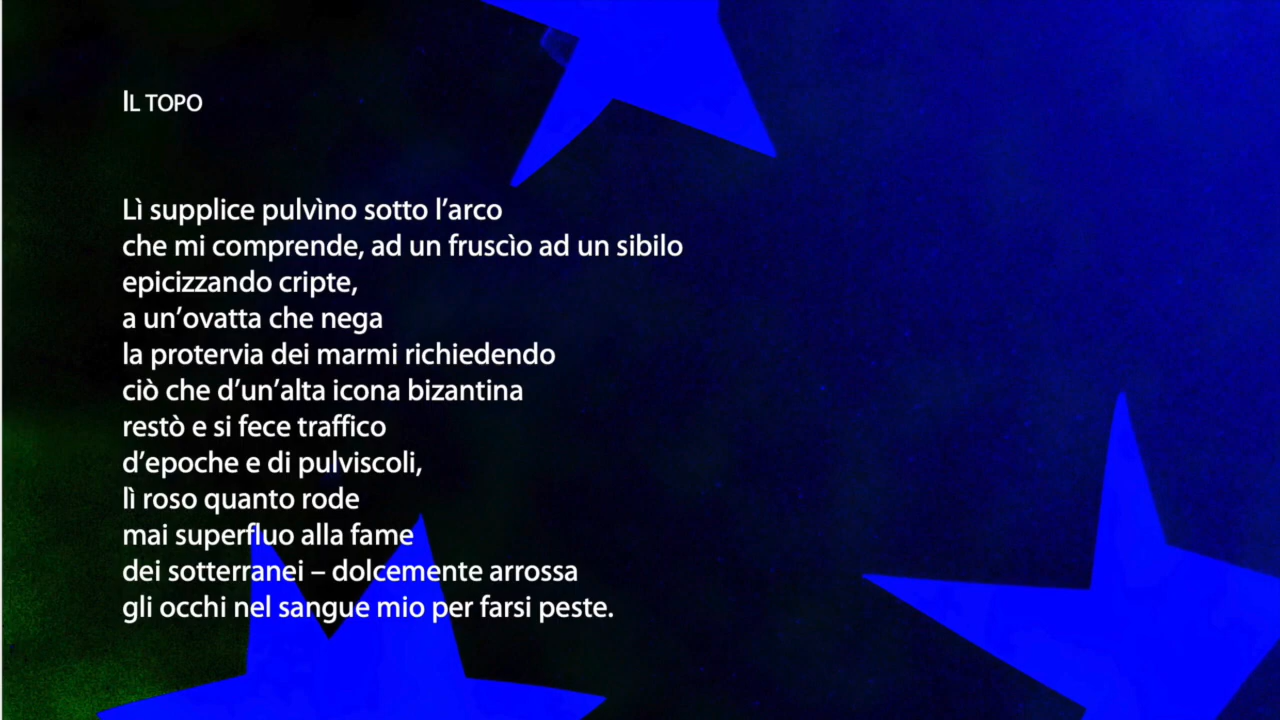 IL TOPO
Lì supplice pulvìno sotto l’arco
che mi comprende, ad un fruscìo ad un sibilo
epicizzando cripte,
a un’ovatta che nega
la protervia dei marmi richiedendo
ciò che d’un’alta icona bizantina
restò e si fece traffico
d’epoche e di pulviscoli,
lì roso quanto rode
mai superfluo alla fame
dei sotterranei – dolcemente arrossa
gli occhi nel sangue mio per farsi peste.